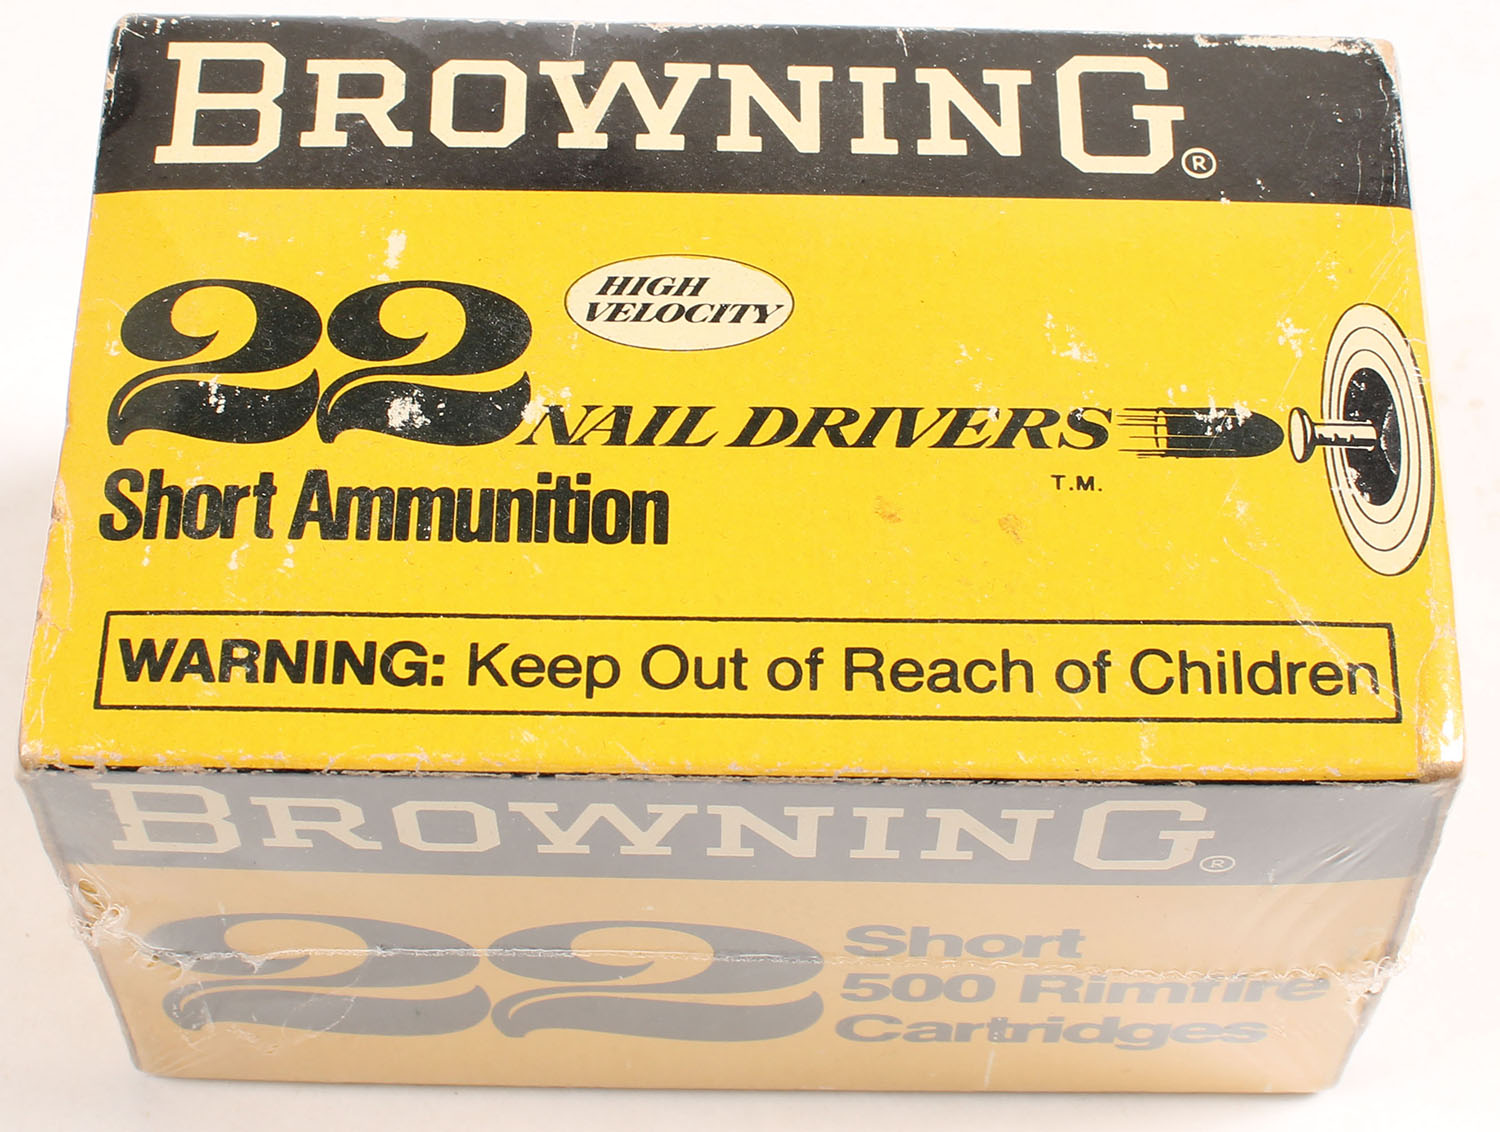 BROWNING®
HIGH
VELOCITY
22 NAIL DRIVERS
T.M.
Short Ammunition
WARNING: Keep Out of Reach of Children
BROWNING®
22 Short
500 Rimfire
Cartridges